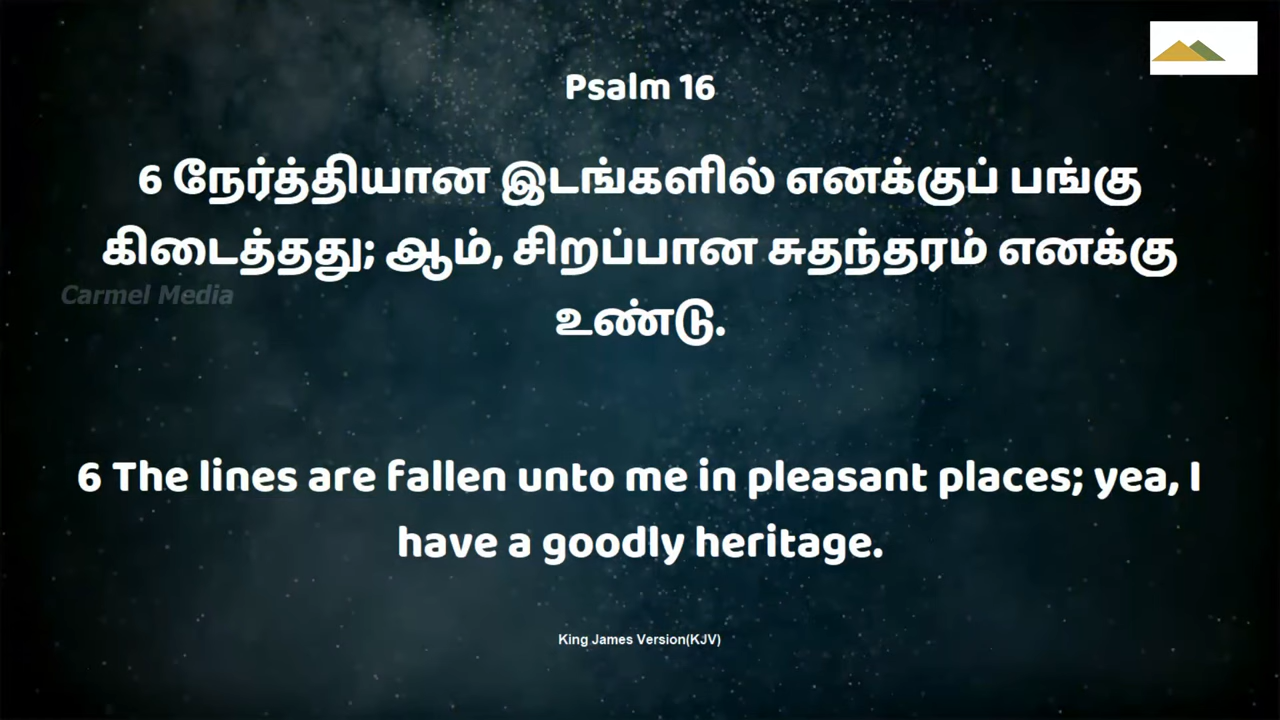 Psalm 16
6 நேர்த்தியான இடங்களில் எனக்குப் பங்கு
கிடைத்தது; ஆம், சிறப்பான சுதந்தரம் எனக்கு
Carmel Media
உண்டு.
6 The lines are fallen unto me in pleasant places; yea, I
have a goodly heritage.
King James Version(KJV)